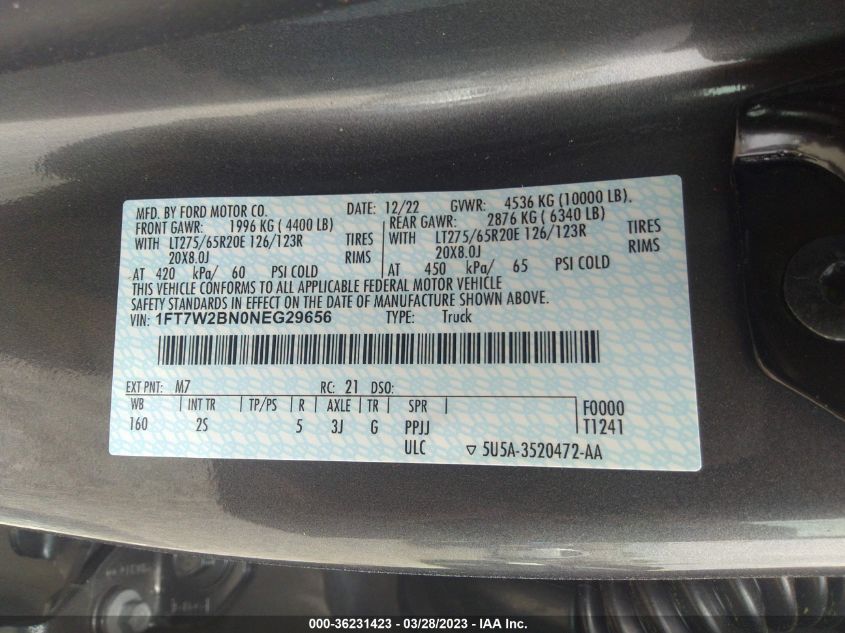 MFD. BY FORD MOTOR CO. DATE: 12/22 GVWR: 4536 KG (10000 LB).
FRONT GAWR: 1996 KG ( 4400 LB) REAR GAWR: 2876 KG ( 6340 LB)
WITH LT275/65R20E 126/123R TIRES WITH LT275/65R20E 126/123R TIRES
20X8.0J RIMS 20X8.0J RIMS
AT 420 kPa/ 60 PSI COLD AT 450 kPa/ 65 PSI COLD
THIS VEHICLE CONFORMS TO ALL APPLICABLE FEDERAL MOTOR VEHICLE
SAFETY STANDARDS IN EFFECT ON THE DATE OF MANUFACTURE SHOWN ABOVE.
VIN: 1FT7W2BN0NEG29656 TYPE: Truck
EXT PNT: M7 RC: 21 DSO:
WB INT TR TP/PS R AXLE TR SPR F0000
160 2S 5 3J G PPJJ T1241
ULC ▽ 5U5A-3520472-AA
000-36231423 - 03/28/2023 - IAA Inc.